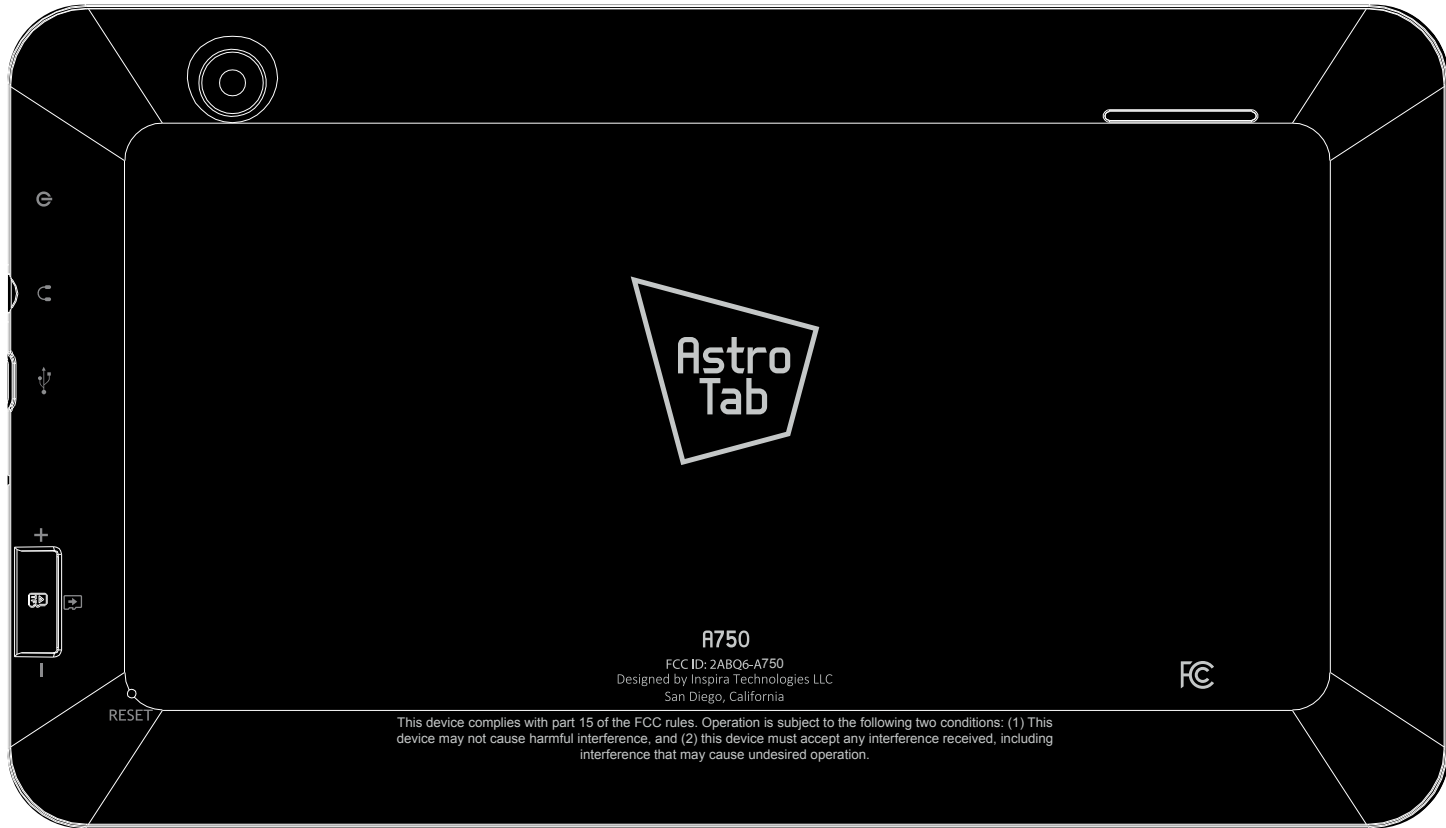 Astro
Tab
+
−
RESET
A750
FCC ID: 2ABQ6-A750
Designed by Inspira Technologies LLC
San Diego, California
FC
This device complies with part 15 of the FCC rules. Operation is subject to the following two conditions: (1) This
device may not cause harmful interference, and (2) this device must accept any interference received, including
interference that may cause undesired operation.